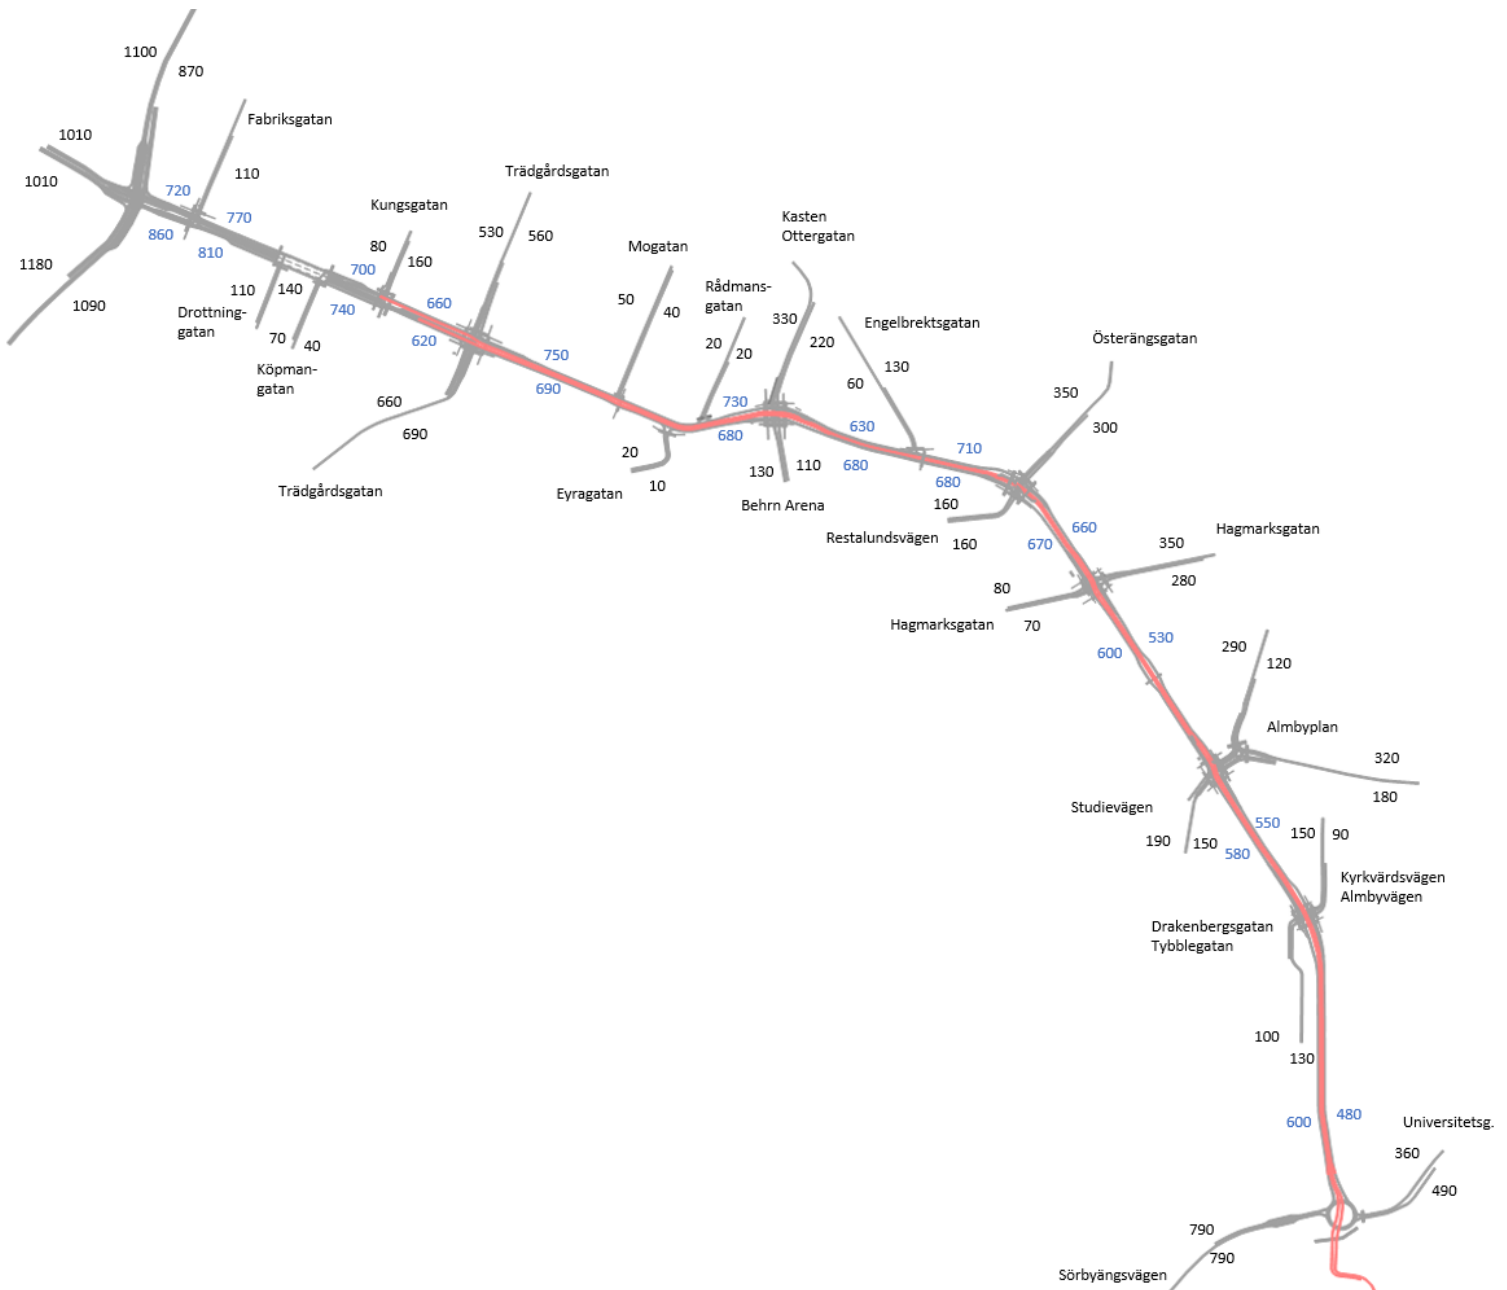 1100
870
1010
1010
Fabriksgatan
110
720
770
860
810
1180
1090
Drottning-
gatan
110
140
Köpman-
gatan
70
40
Kungsgatan
80
160
700
740
Trädgårdsgatan
530
560
660
620
660
690
Trädgårdsgatan
750
690
Mogatan
50
40
Eyragatan
20
10
Rådmans-
gatan
20
20
730
680
Kasten
Ottergatan
330
220
130
110
Behrn Arena
630
680
Engelbrektsgatan
60
130
710
680
Österängsgatan
350
300
160
Restalundsvägen
160
660
670
Hagmarksgatan
350
280
80
Hagmarksgatan
70
530
600
290
120
Almbyplan
320
180
Studievägen
190
150
550
580
150
90
Kyrkvärdsvägen
Almbyvägen
Drakenbergsgatan
Tybblegatan
100
130
600
480
Universitetsg.
360
490
790
790
Sörbyängsvägen